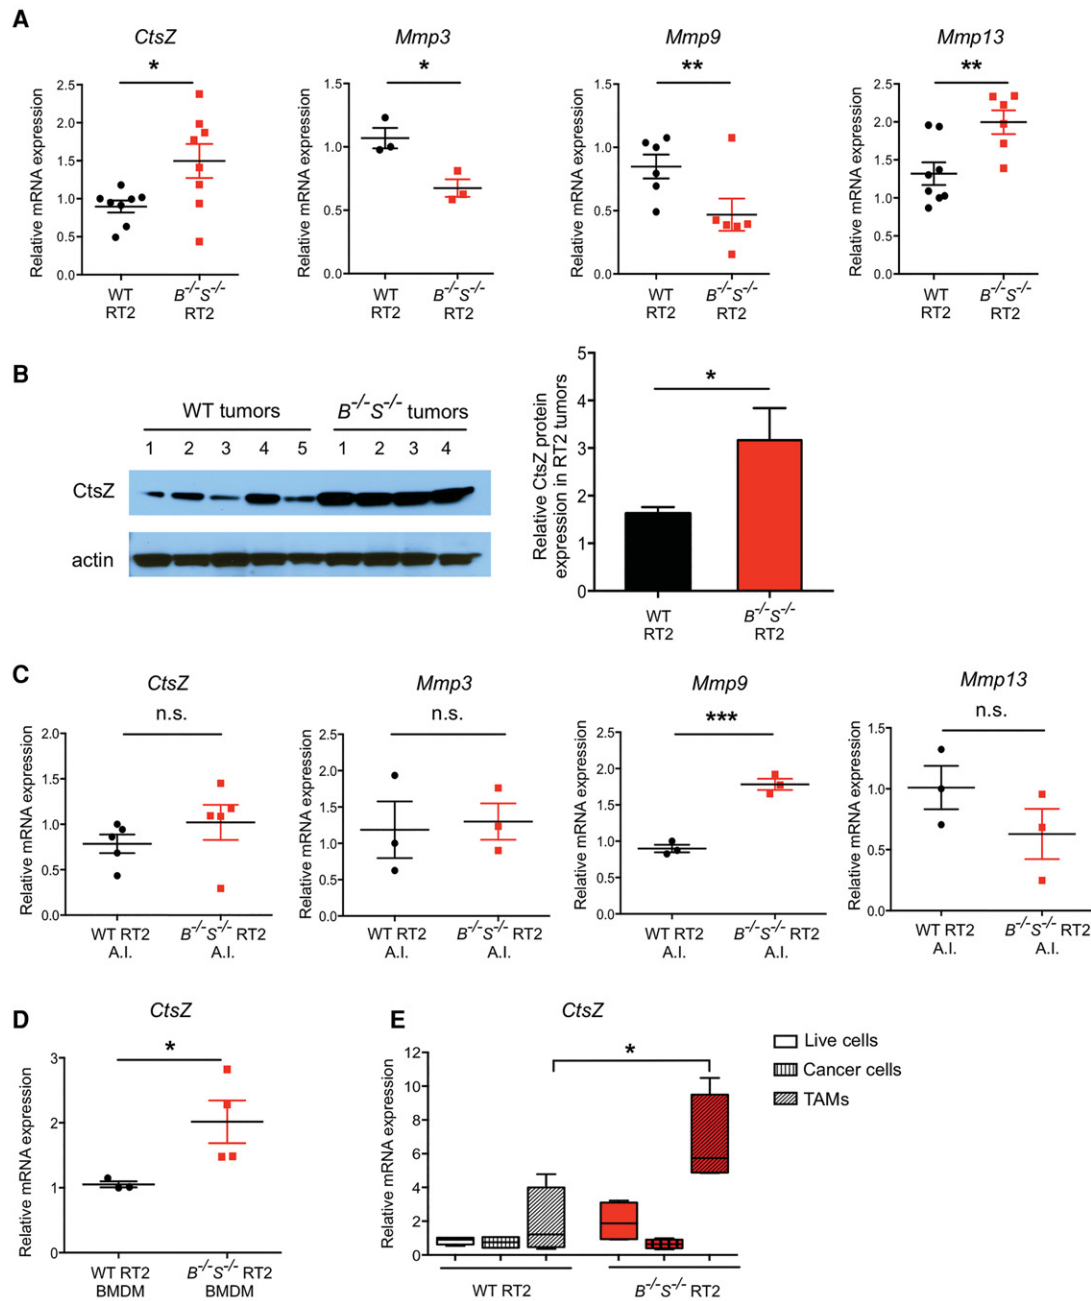 A
CtsZ
Mmp3
Mmp9
Mmp13
*
*
**
**
Relative mRNA expression
2.5
2.0
1.5
1.0
0.5
0.0
WT
RT2
B-/-S-/-
RT2
Relative mRNA expression
1.5
1.0
0.5
0.0
WT
RT2
B-/-S-/-
RT2
Relative mRNA expression
1.5
1.0
0.5
0.0
WT
RT2
B-/-S-/-
RT2
Relative mRNA expression
2.5
2.0
1.5
1.0
0.5
0.0
WT
RT2
B-/-S-/-
RT2
B
WT tumors
B-/-S-/- tumors
1 2 3 4 5 1 2 3 4
CtsZ
actin
Relative CtsZ protein
expression in RT2 tumors
5
4
3
2
1
0
*
WT
RT2
B-/-S-/-
RT2
C
CtsZ
n.s.
Relative mRNA expression
2.0
1.5
1.0
0.5
0.0
WT RT2
A.I.
B-/-S-/- RT2
A.I.
Mmp3
n.s.
Relative mRNA expression
2.5
2.0
1.5
1.0
0.5
0.0
WT RT2
A.I.
B-/-S-/- RT2
A.I.
Mmp9
***
Relative mRNA expression
2.5
2.0
1.5
1.0
0.5
0.0
WT RT2
A.I.
B-/-S-/- RT2
A.I.
Mmp13
n.s.
Relative mRNA expression
1.5
1.0
0.5
0.0
WT RT2
A.I.
B-/-S-/- RT2
A.I.
D
CtsZ
*
Relative mRNA expression
3
2
1
0
WT RT2
BMDM
B-/-S-/- RT2
BMDM
E
CtsZ
*
Relative mRNA expression
12
10
8
6
4
2
0
WT RT2
B-/-S-/- RT2
Live cells
Cancer cells
TAMs